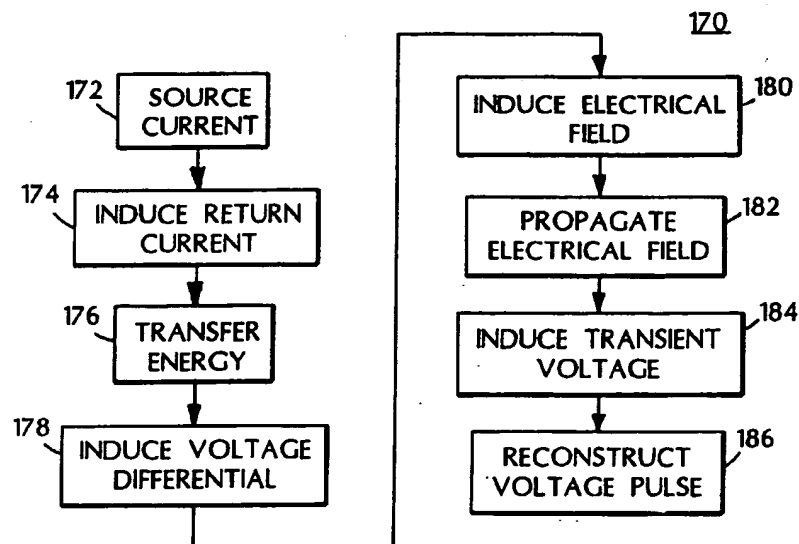 170
172
SOURCE
CURRENT
174
INDUCE RETURN
CURRENT
176
TRANSFER
ENERGY
178
INDUCE VOLTAGE
DIFFERENTIAL
180
INDUCE ELECTRICAL
FIELD
182
PROPAGATE
ELECTRICAL FIELD
184
INDUCE TRANSIENT
VOLTAGE
186
RECONSTRUCT
VOLTAGE PULSE